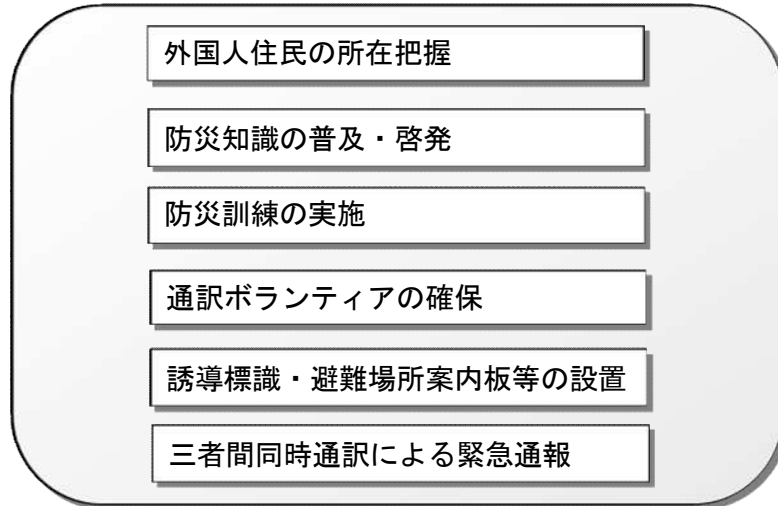 外国人住民の所在把握
防災知識の普及・啓発
防災訓練の実施
通訳ボランティアの確保
誘導標識・避難場所案内板等の設置
三者間同時通訳による緊急通報